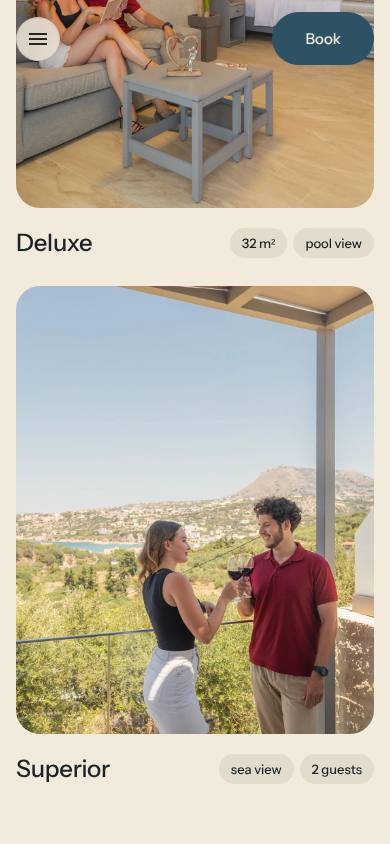 Book
Deluxe
32 m²
pool view
Superior
sea view
2 guests